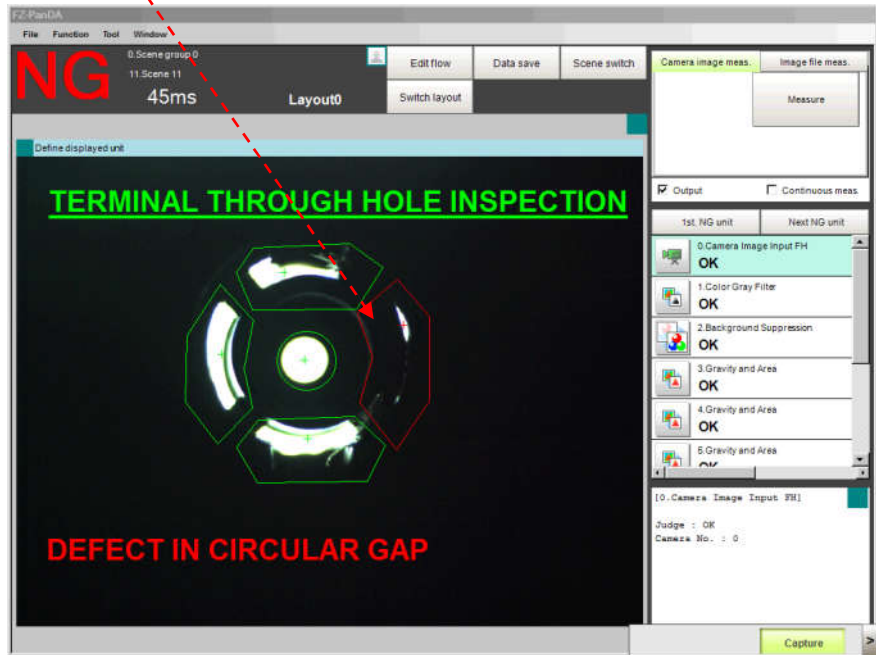 FZ-PanDA
File Function Tool Window
NG
0.Scene group 0
11.Scene 11
45ms
Layout0
Edit flow
Data save
Scene switch
Switch layout
Camera image meas.
Image file meas.
Measure
Define displayed unit
Output
Continuous meas.
TERMINAL THROUGH HOLE INSPECTION
1st. NG unit
Next NG unit
0.Camera Image Input FH
OK
1.Color Gray Filter
OK
2.Background Suppression
OK
3.Gravity and Area
OK
4.Gravity and Area
OK
5.Gravity and Area
OK
[0.Camera Image Input FH]
Judge : OK
Camera No. : 0
DEFECT IN CIRCULAR GAP
Capture
>